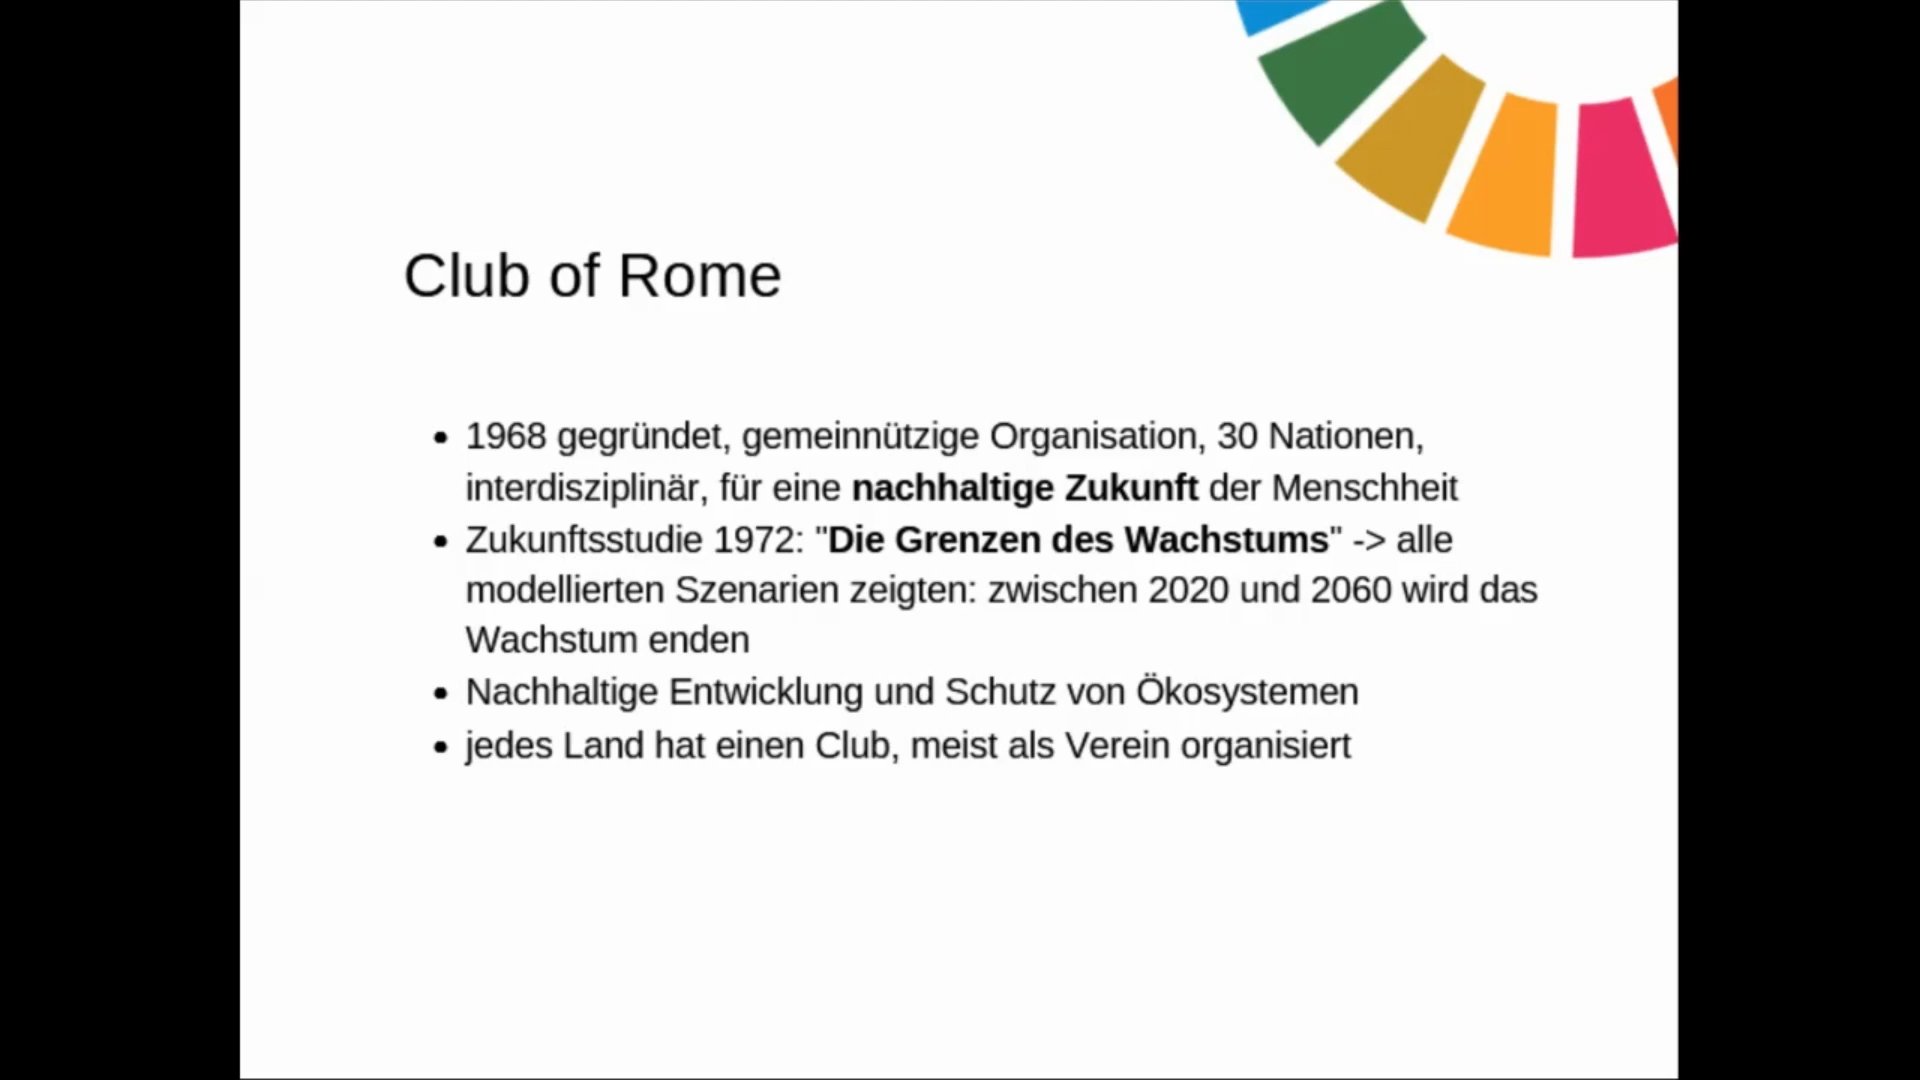 Club of Rome
• 1968 gegründet, gemeinnützige Organisation, 30 Nationen,
interdisziplinär, für eine nachhaltige Zukunft der Menschheit
• Zukunftsstudie 1972: "Die Grenzen des Wachstums" -> alle
modellierten Szenarien zeigten: zwischen 2020 und 2060 wird das
Wachstum enden
• Nachhaltige Entwicklung und Schutz von Ökosystemen
• jedes Land hat einen Club, meist als Verein organisiert